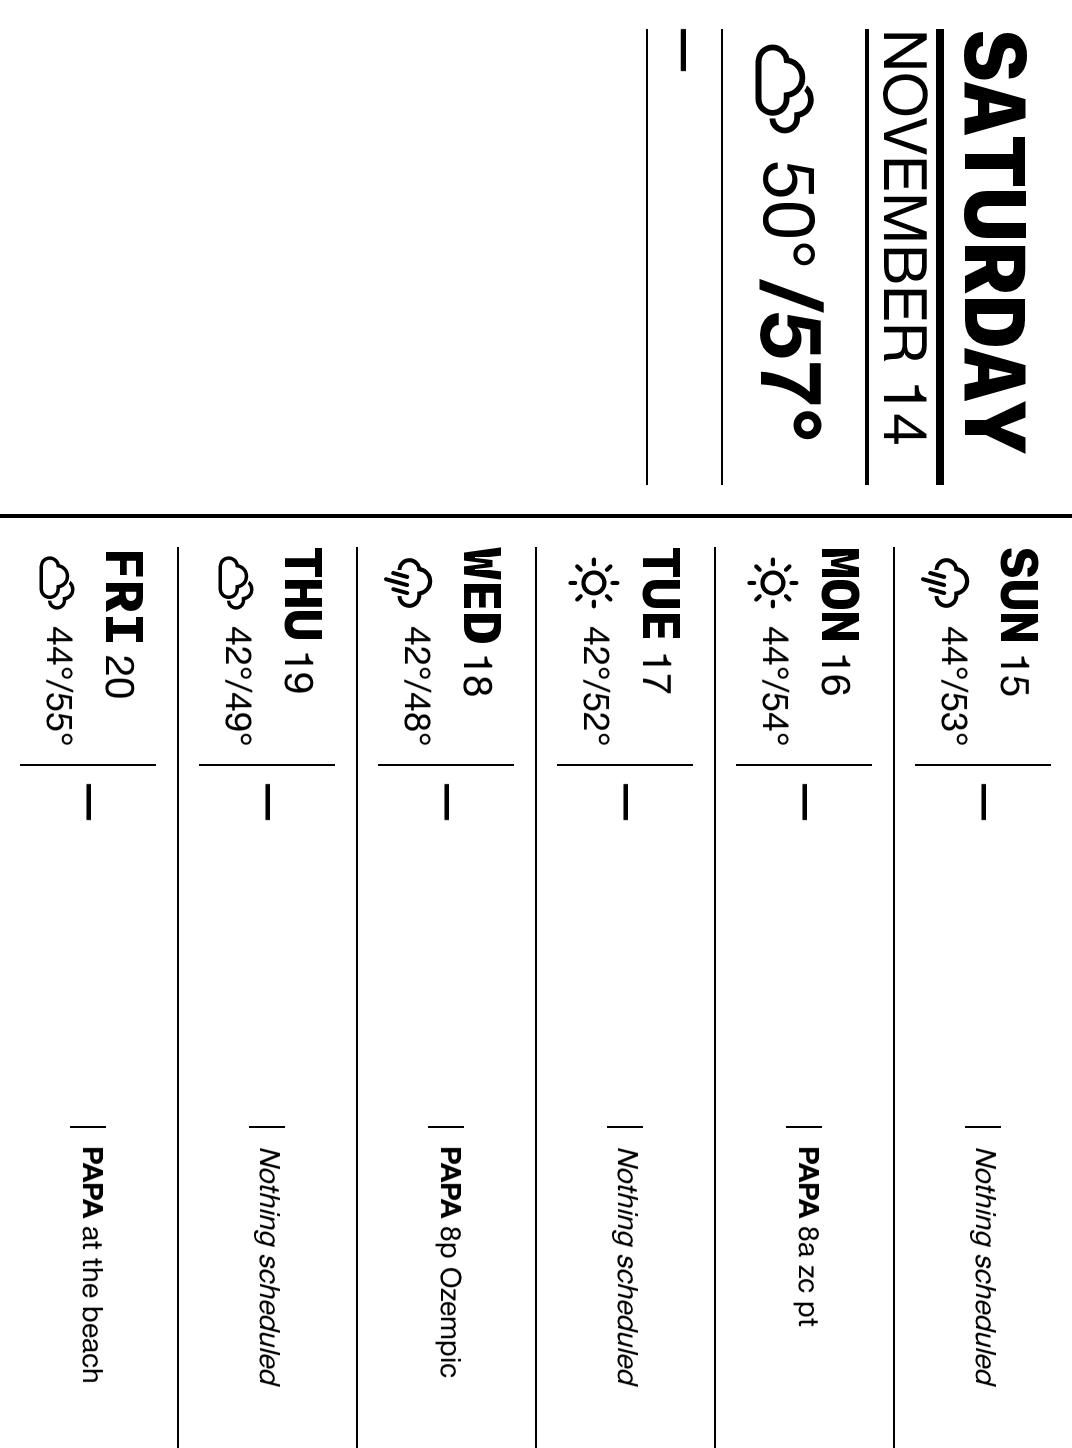 SATURDAY
NOVEMBER 14
50°/57°
—
SUN 15
44°/53°
—
Nothing scheduled
MON 16
44°/54°
—
PAPA 8a zc pt
TUE 17
42°/52°
—
Nothing scheduled
WED 18
42°/48°
—
PAPA 8p Ozempic
THU 19
42°/49°
—
Nothing scheduled
FRI 20
44°/55°
—
PAPA at the beach